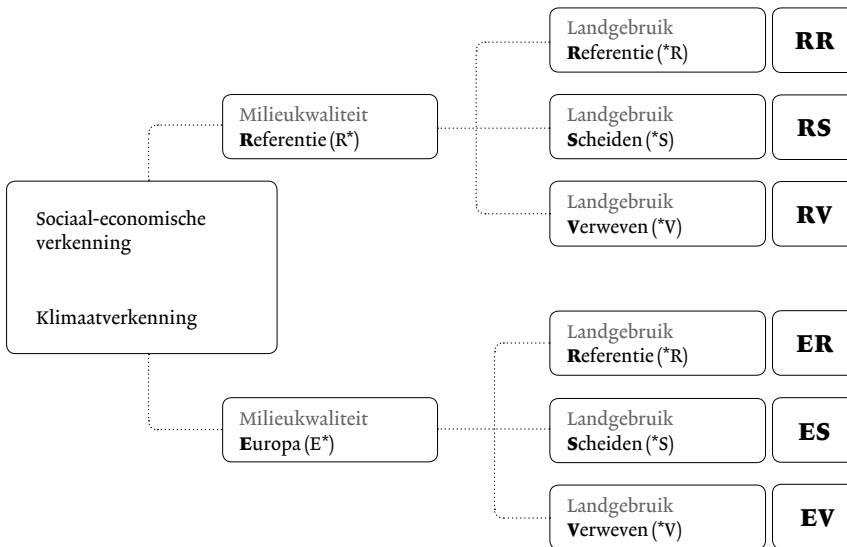 Landgebruik
Referentie (*R)
RR
Milieukwaliteit
Referentie (R*)
Landgebruik
Scheiden (*S)
RS
Landgebruik
Verweven (*V)
RV
Sociaal-economische
verkenning
Klimaatverkenning
Landgebruik
Referentie (*R)
ER
Milieukwaliteit
Europa (E*)
Landgebruik
Scheiden (*S)
ES
Landgebruik
Verweven (*V)
EV